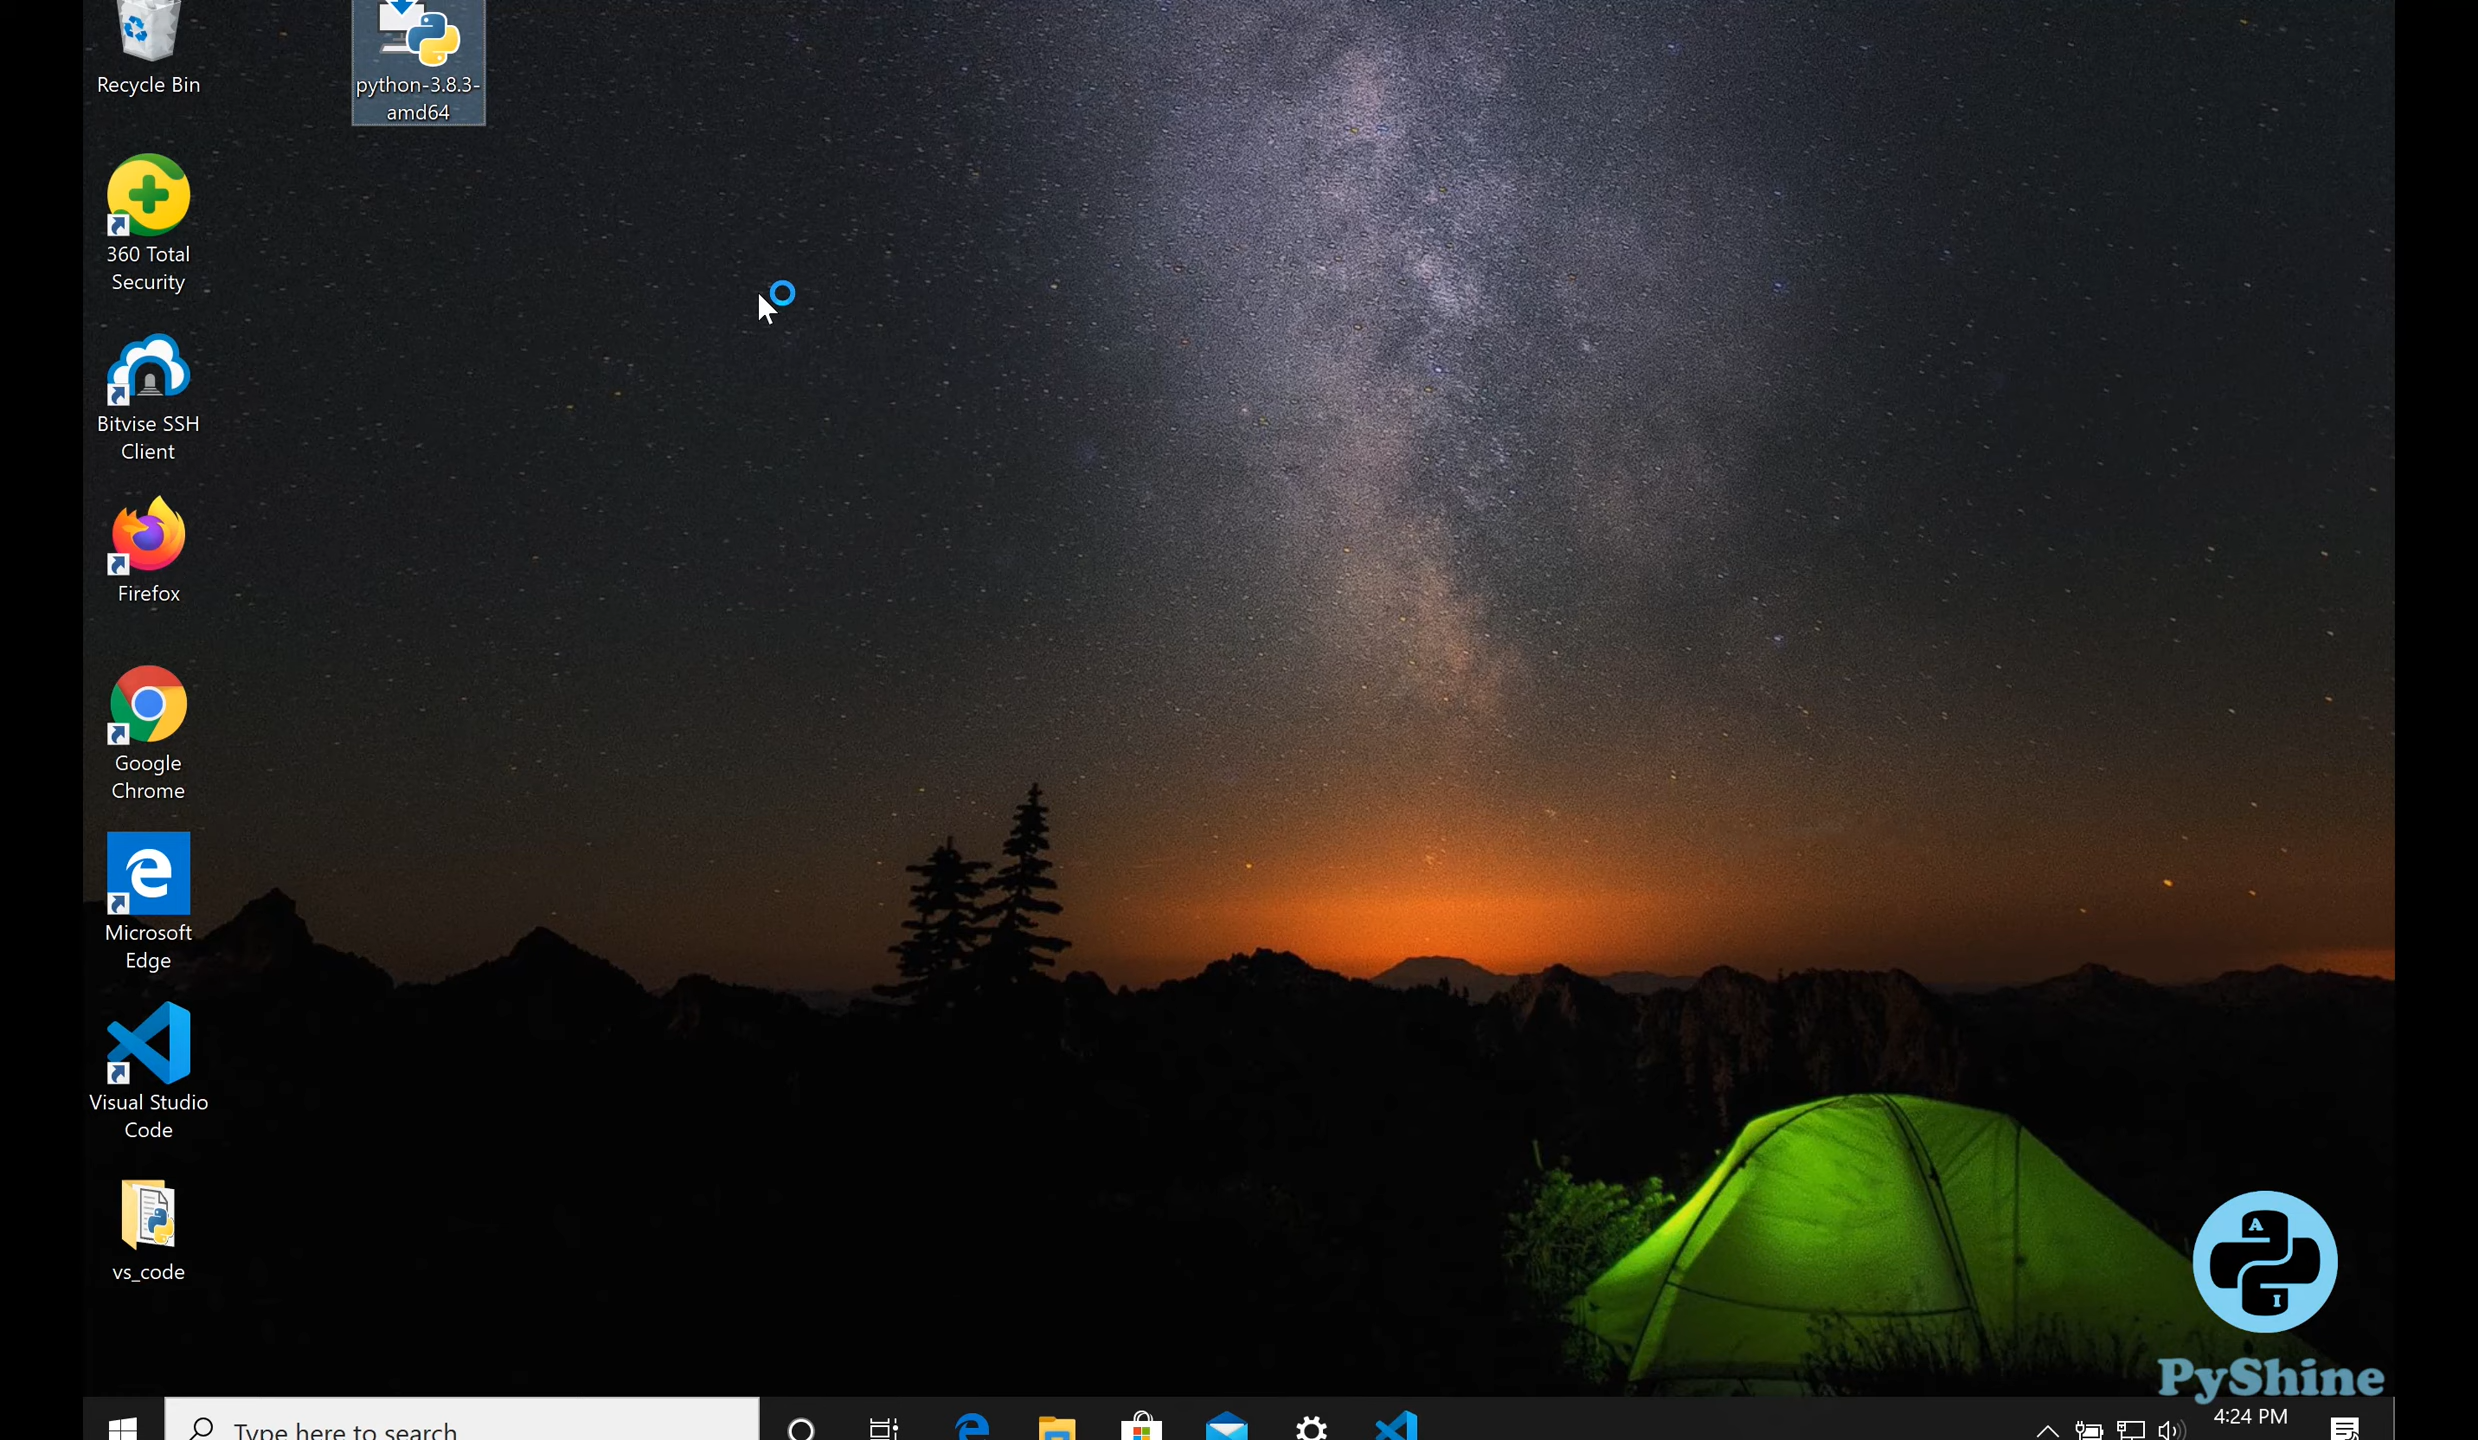 Recycle Bin
python-3.8.3-
amd64
360 Total
Security
Bitvise SSH
Client
Firefox
Google
Chrome
Microsoft
Edge
Visual Studio
Code
vs_code
A
I
PyShine
Type here to search
4:24 PM